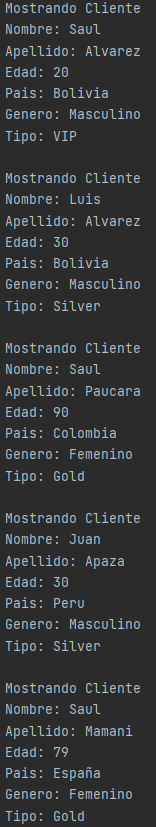 Mostrando Cliente
Nombre: Saul
Apellido: Alvarez
Edad: 20
Pais: Bolivia
Genero: Masculino
Tipo: VIP
Mostrando Cliente
Nombre: Luis
Apellido: Alvarez
Edad: 30
Pais: Bolivia
Genero: Masculino
Tipo: Silver
Mostrando Cliente
Nombre: Saul
Apellido: Paucara
Edad: 90
Pais: Colombia
Genero: Femenino
Tipo: Gold
Mostrando Cliente
Nombre: Juan
Apellido: Apaza
Edad: 30
Pais: Peru
Genero: Masculino
Tipo: Silver
Mostrando Cliente
Nombre: Saul
Apellido: Mamani
Edad: 79
Pais: España
Genero: Femenino
Tipo: Gold